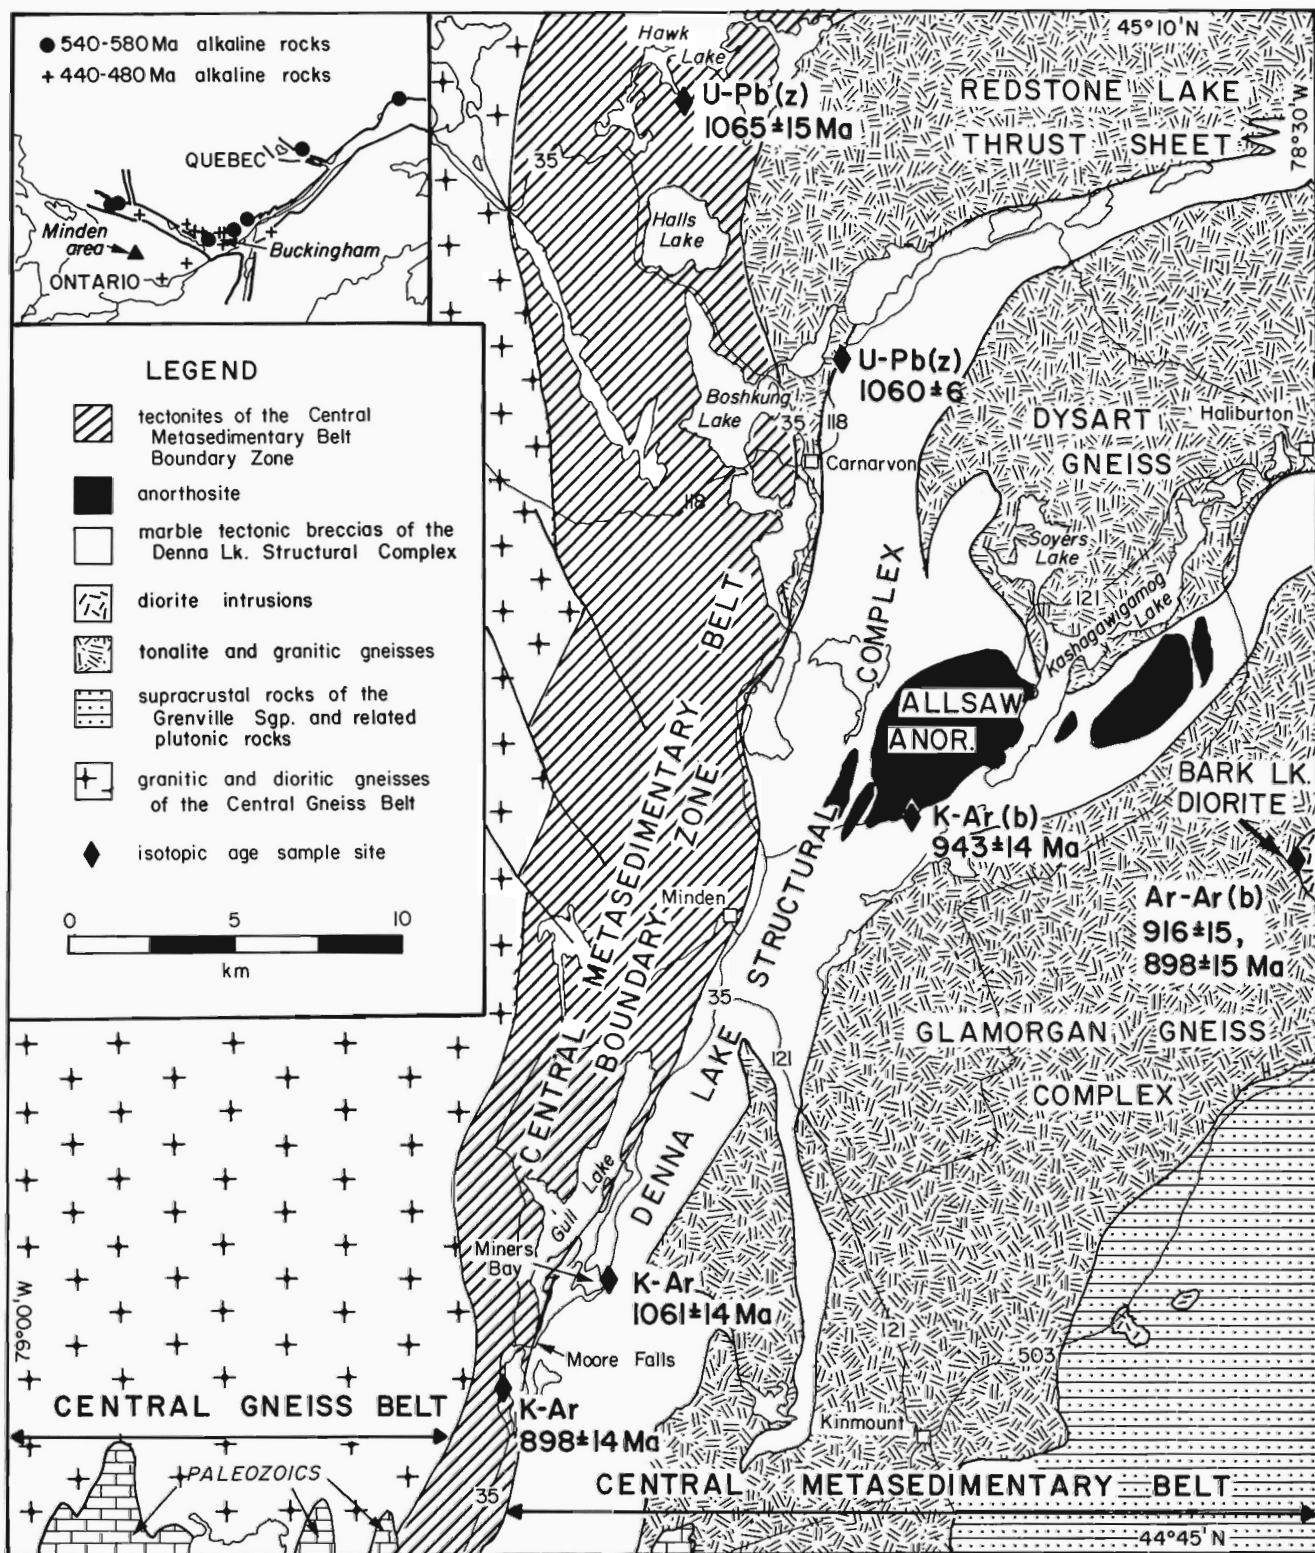 540-580 Ma alkaline rocks
440-480 Ma alkaline rocks
QUEBEC
Minden
area
Buckingham
ONTARIO
LEGEND
tectonites of the Central
Metasedimentary Belt
Boundary Zone
anorthosite
marble tectonic breccias of the
Denna Lk. Structural Complex
diorite intrusions
tonalite and granitic gneisses
supracrustal rocks of the
Grenville Sgp. and related
plutonic rocks
granitic and dioritic gneisses
of the Central Gneiss Belt
isotopic age sample site
0 5 10
km
45°10'N
78°30'W
Hawk
Lake
U-Pb(z)
1065±15 Ma
REDSTONE LAKE
THRUST SHEET
35
Halls
Lake
U-Pb(z)
1060±6
Boshkung
Lake
35
118
Carnarvon
DYSART
GNEISS
Haliburton
118
Soyers
Lake
121
Kashagawigamog
Lake
CENTRAL METASEDIMENTARY BELT
BOUNDARY ZONE
DENNA LAKE STRUCTURAL COMPLEX
ALLSAW
ANOR.
BARK LK.
DIORITE
K-Ar (b)
943±14 Ma
Minden
Ar-Ar (b)
916±15,
898±15 Ma
35
121
GLAMORGAN GNEISS
COMPLEX
Gull Lake
Miners
Bay
K-Ar
1061±14 Ma
79°00'W
Moore Falls
121
503
K-Ar
898±14 Ma
Kinmount
CENTRAL GNEISS BELT
PALEOZOICS
35
CENTRAL METASEDIMENTARY BELT
44°45'N